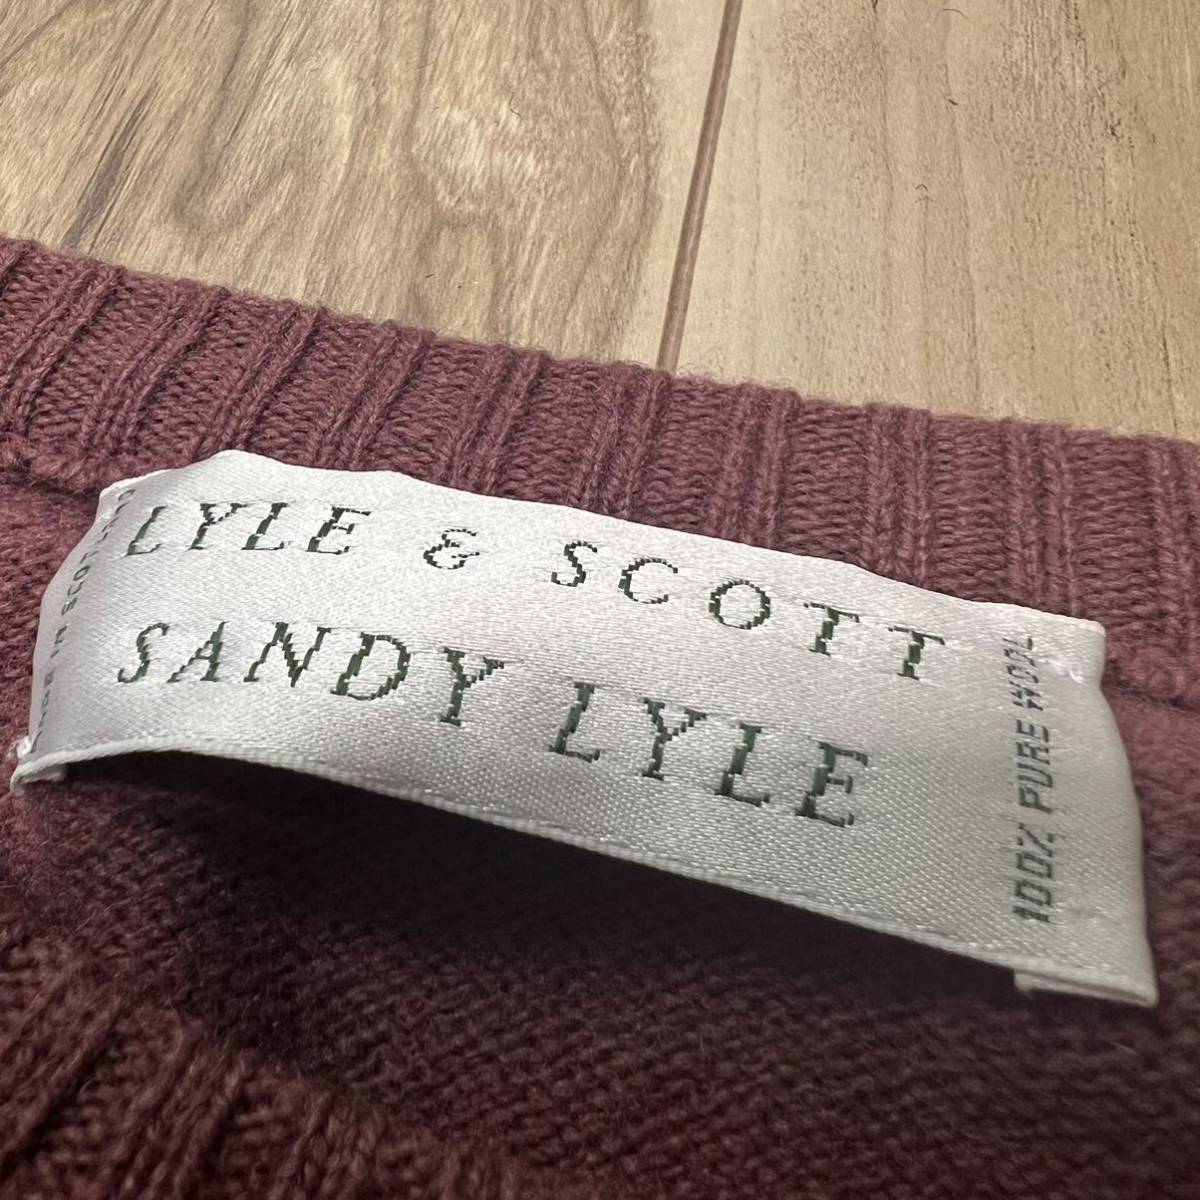 LYLE & SCOTT
SANDY LYLE
100% PURE WOOL